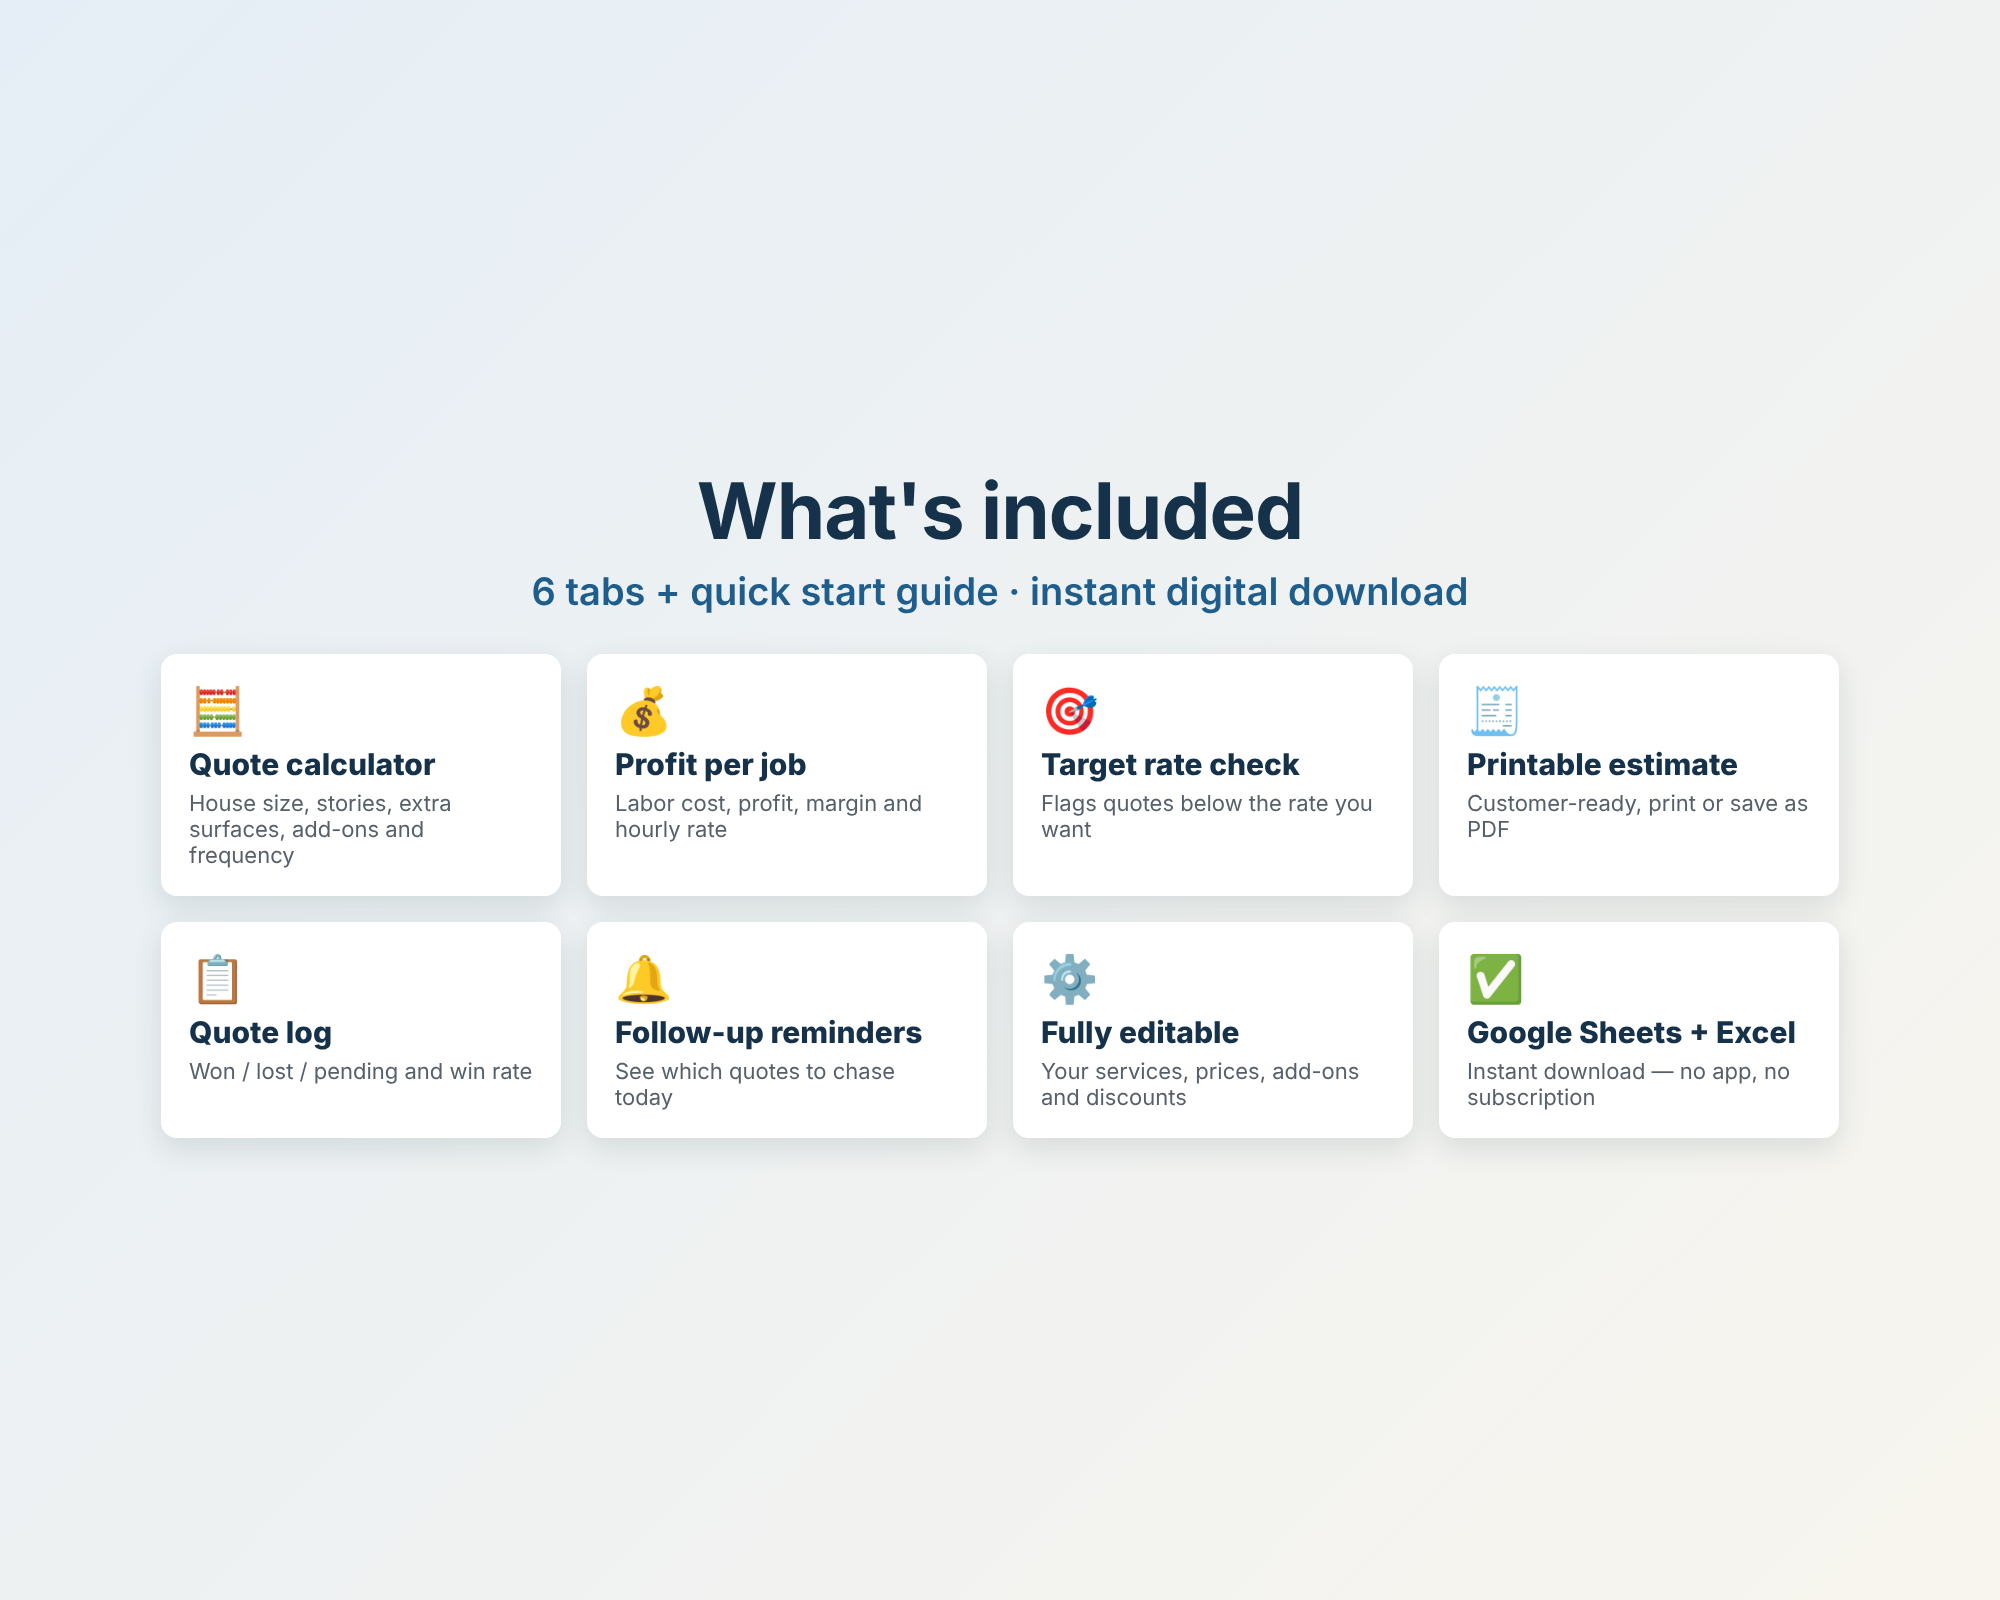 What's included
6 tabs + quick start guide · instant digital download
Quote calculator
House size, stories, extra
surfaces, add-ons and
frequency
Profit per job
Labor cost, profit, margin and
hourly rate
Target rate check
Flags quotes below the rate you
want
Printable estimate
Customer-ready, print or save as
PDF
Quote log
Won / lost / pending and win rate
Follow-up reminders
See which quotes to chase
today
Fully editable
Your services, prices, add-ons
and discounts
Google Sheets + Excel
Instant download — no app, no
subscription